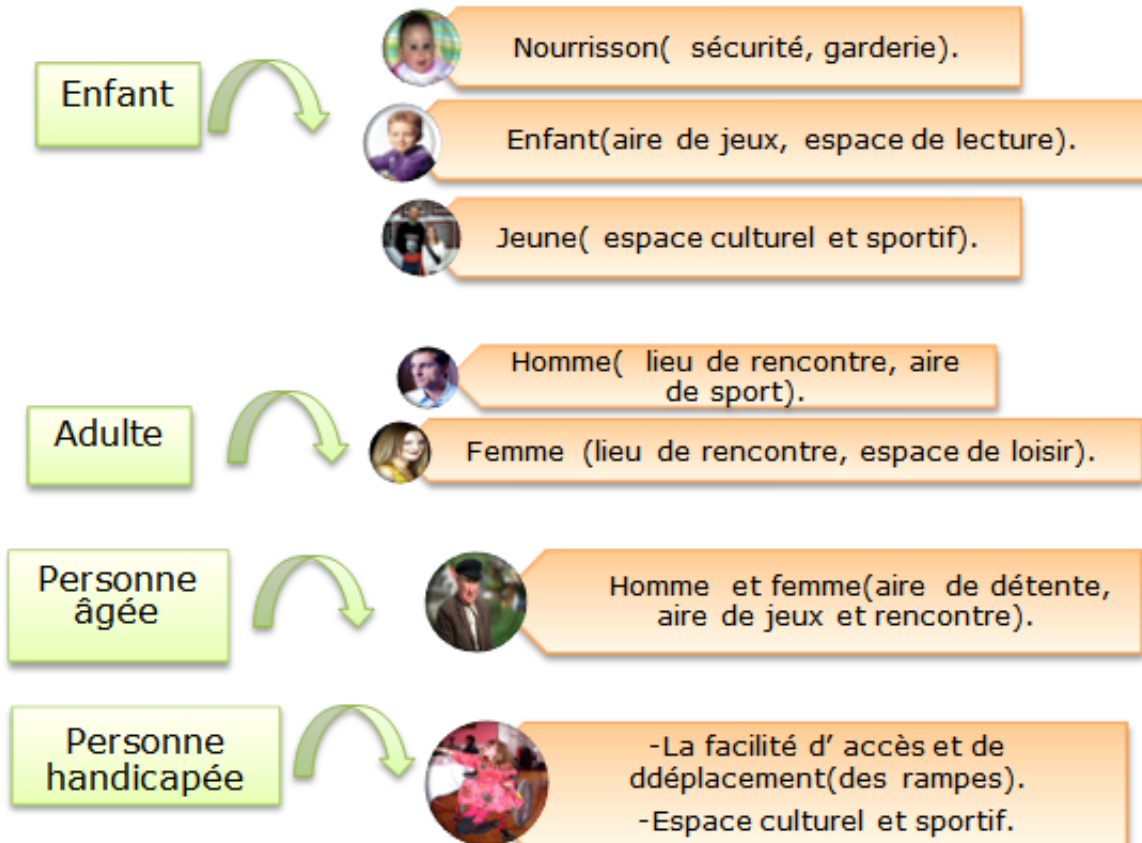 Enfant
Nourrisson( sécurité, garderie).
Enfant(aire de jeux, espace de lecture).
Jeune( espace culturel et sportif).
Adulte
Homme( lieu de rencontre, aire
de sport).
Femme (lieu de rencontre, espace de loisir).
Personne
âgée
Homme et femme(aire de détente,
aire de jeux et rencontre).
Personne
handicapée
-La facilité d’ accès et de
ddéplacement(des rampes).
-Espace culturel et sportif.